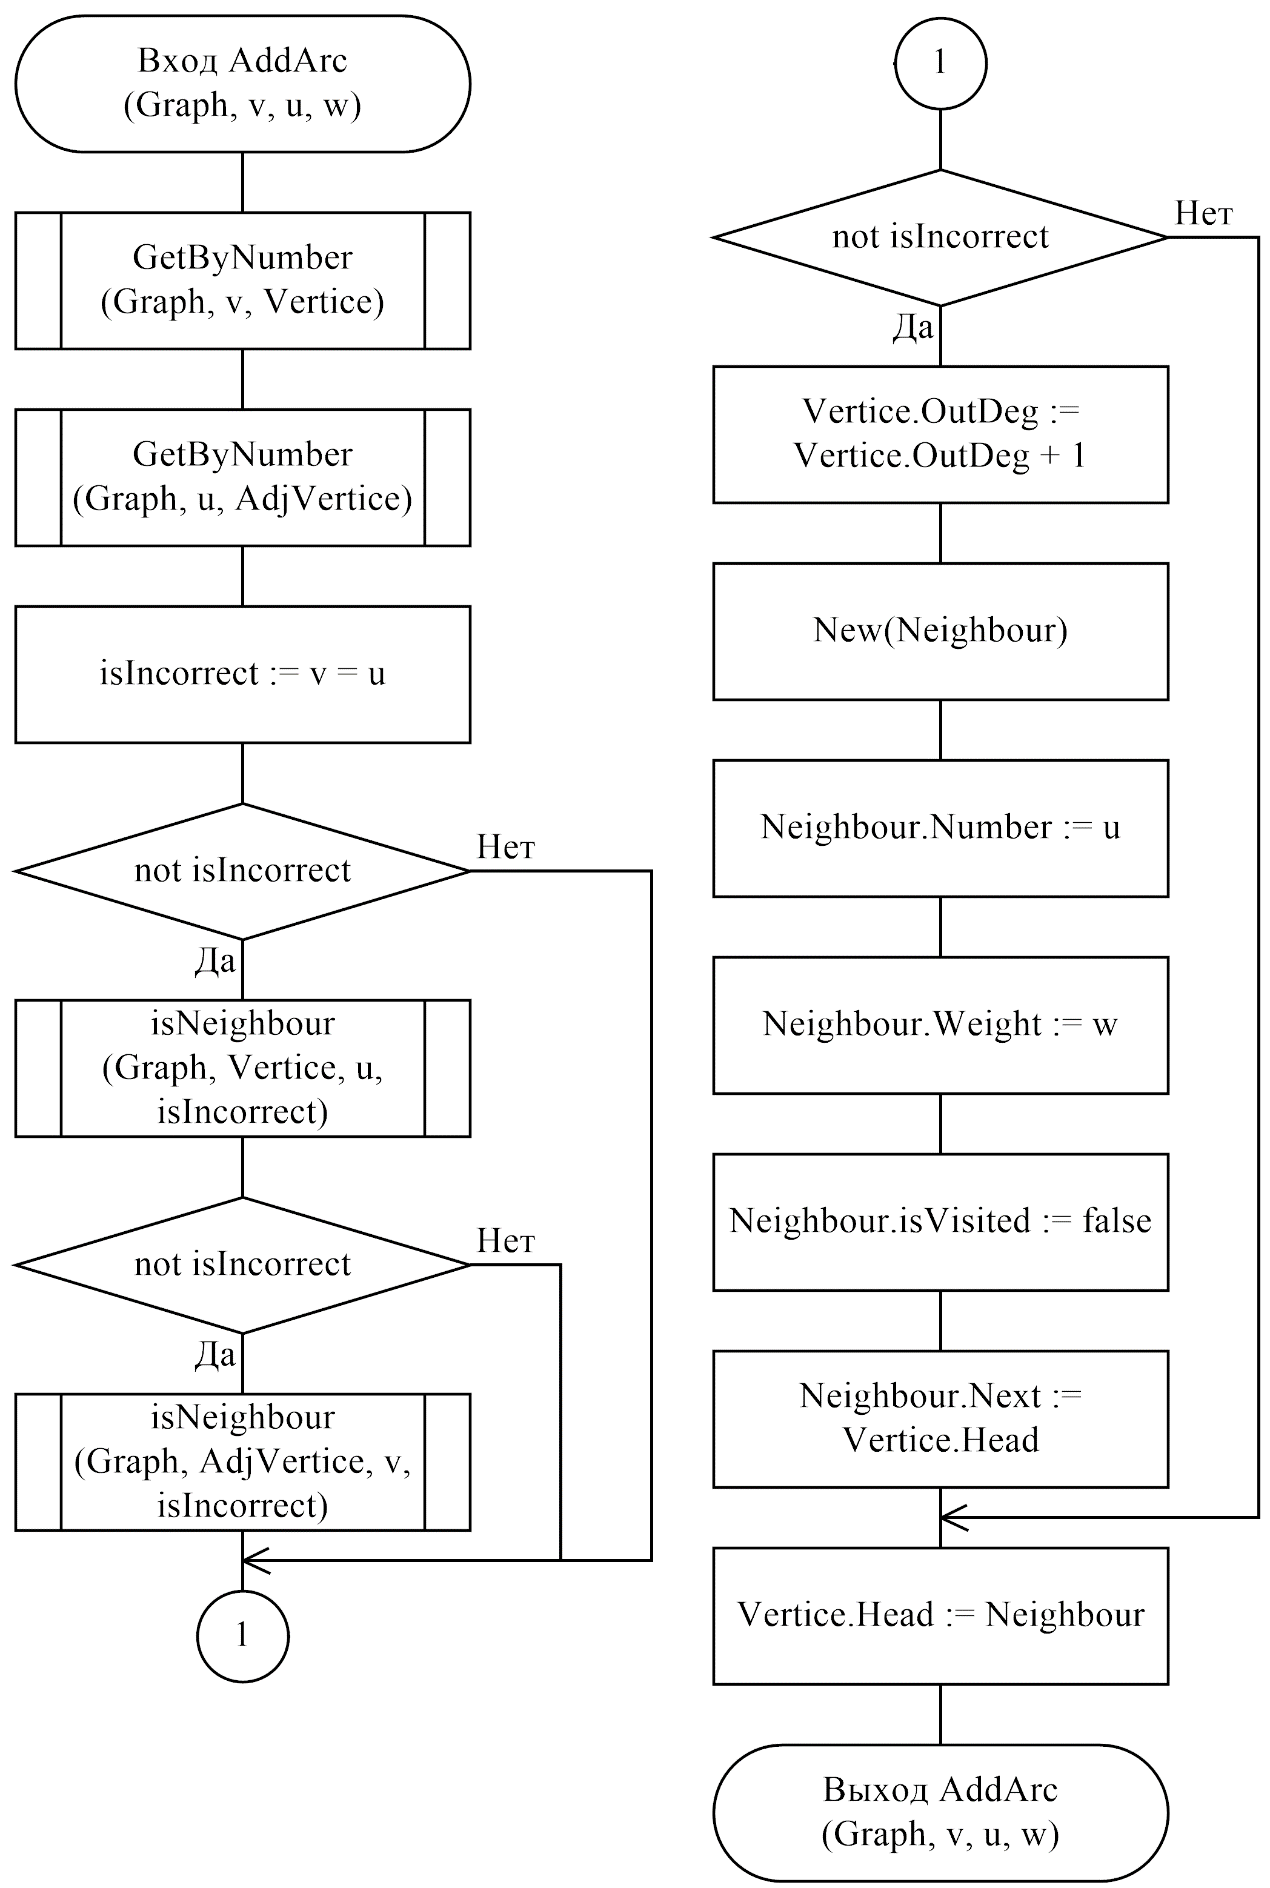 Вход AddArc
(Graph, v, u, w)
GetByNumber
(Graph, v, Vertice)
GetByNumber
(Graph, u, AdjVertice)
isIncorrect := v = u
not isIncorrect
Нет
Да
isNeighbour
(Graph, Vertice, u,
isIncorrect)
not isIncorrect
Нет
Да
isNeighbour
(Graph, AdjVertice, v,
isIncorrect)
1
1
not isIncorrect
Нет
Да
Vertice.OutDeg :=
Vertice.OutDeg + 1
New(Neighbour)
Neighbour.Number := u
Neighbour.Weight := w
Neighbour.isVisited := false
Neighbour.Next :=
Vertice.Head
Vertice.Head := Neighbour
Выход AddArc
(Graph, v, u, w)